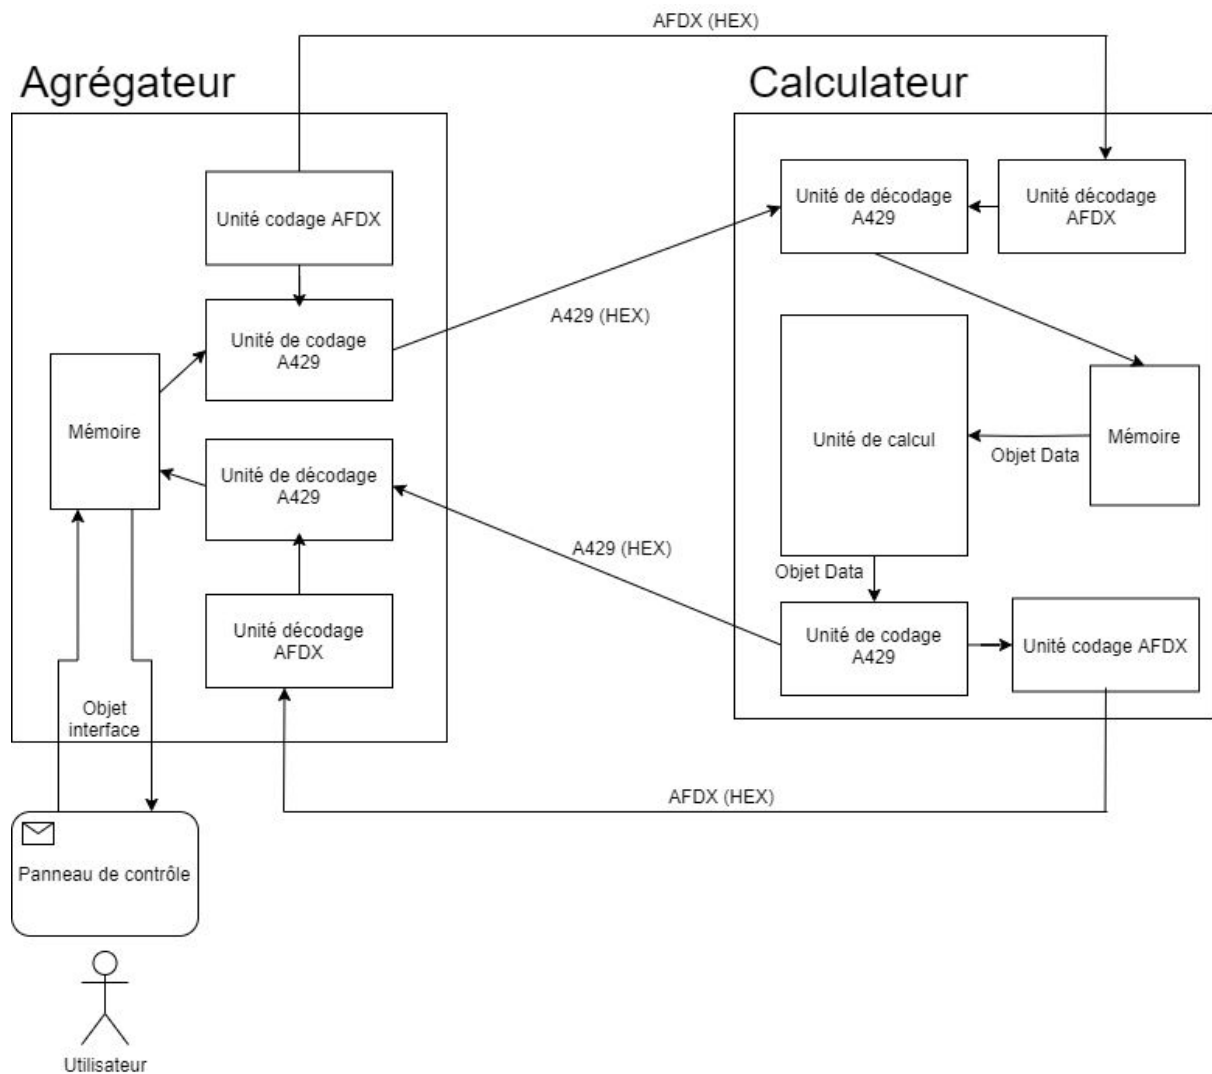 AFDX (HEX)
Agrégateur
Calculateur
Unité codage AFDX
Unité de décodage
A429
Unité décodage
AFDX
A429 (HEX)
Unité de codage
A429
Mémoire
Unité de décodage
A429
Unité de calcul
Objet Data
Mémoire
A429 (HEX)
Objet Data
Unité décodage
AFDX
Unité de codage
A429
Unité codage AFDX
Objet
interface
AFDX (HEX)
Panneau de contrôle
Utilisateur